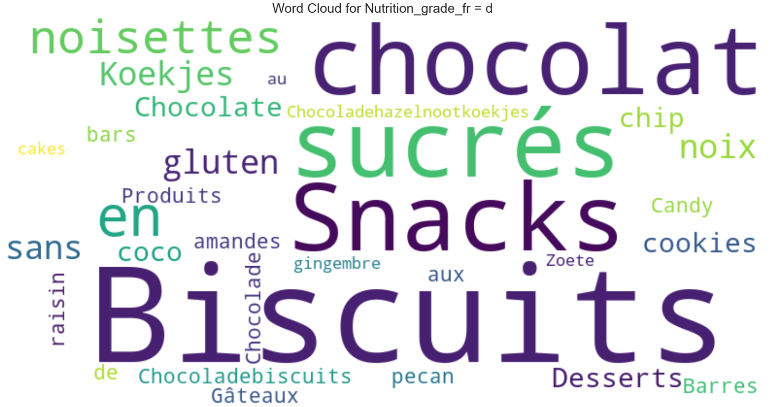 Word Cloud for Nutrition_grade_fr = d
noisettes
chocolat
Koekjes
au
Chocolate
Chocoladehazelnootkoekjes
chip
bars
sucrés
noix
cakes
gluten
Produits
Snacks
Candy
en
sans
coco
amandes
cookies
gingembre
Zoete
aux
raisin
Chocolade
Biscuits
de
Chocoladebiscuits
pecan
Desserts
Barres
Gâteaux